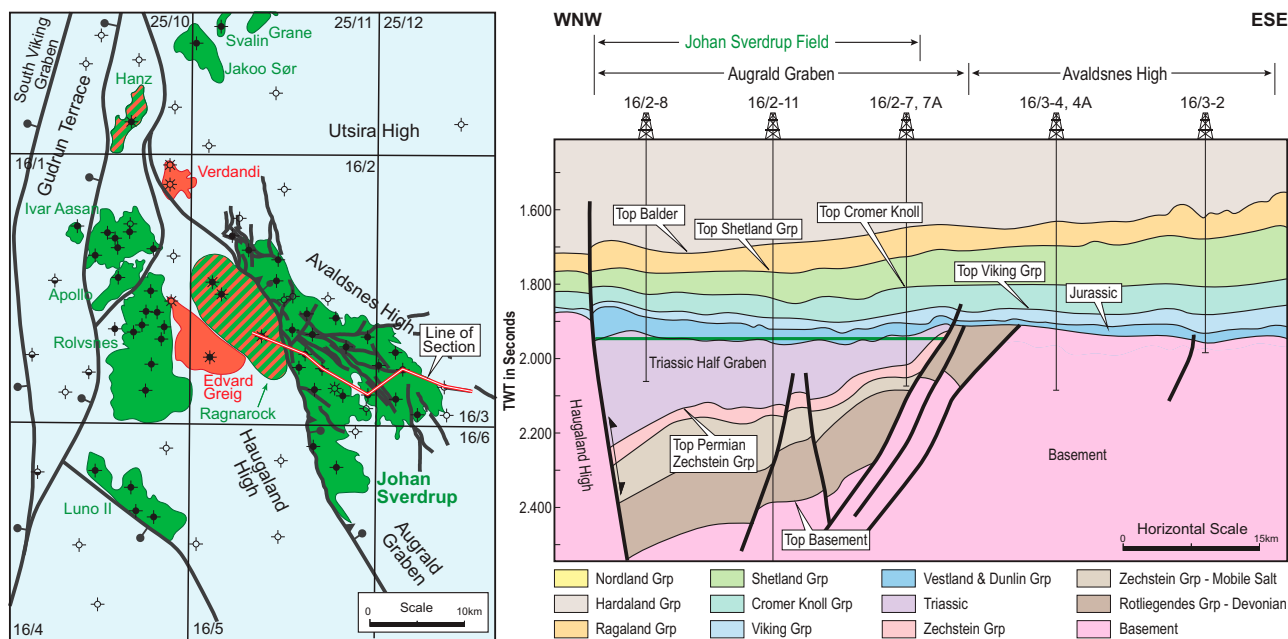 25/10
25/11
25/12
Grane
Svalin
Jakoo Sør
South Viking
Graben
Hanz
Gudrun Terrace
Utsira High
16/1
16/2
Verdandi
Ivar Aasan
Avaldsnes High
Apollo
Line of
Section
Rolvsnes
Edvard
Greig
Ragnarock
16/3
16/6
Haugaland
High
Johan
Sverdrup
Luno II
Augrald
Graben
Scale
0
10km
16/4
16/5
WNW
ESE
Johan Sverdrup Field
Augrald Graben
Avaldsnes High
16/2-8
16/2-11
16/2-7, 7A
16/3-4, 4A
16/3-2
TWT in Seconds
1.600
1.800
2.000
2.200
2.400
Top Balder
Top Shetland Grp
Top Cromer Knoll
Top Viking Grp
Jurassic
Triassic Half Graben
Haugaland High
Top Permian
Zechstein Grp
Basement
Top Basement
Horizontal Scale
0
15km
Nordland Grp
Shetland Grp
Vestland & Dunlin Grp
Zechstein Grp - Mobile Salt
Hardaland Grp
Cromer Knoll Grp
Triassic
Rotliegendes Grp - Devonian
Ragaland Grp
Viking Grp
Zechstein Grp
Basement